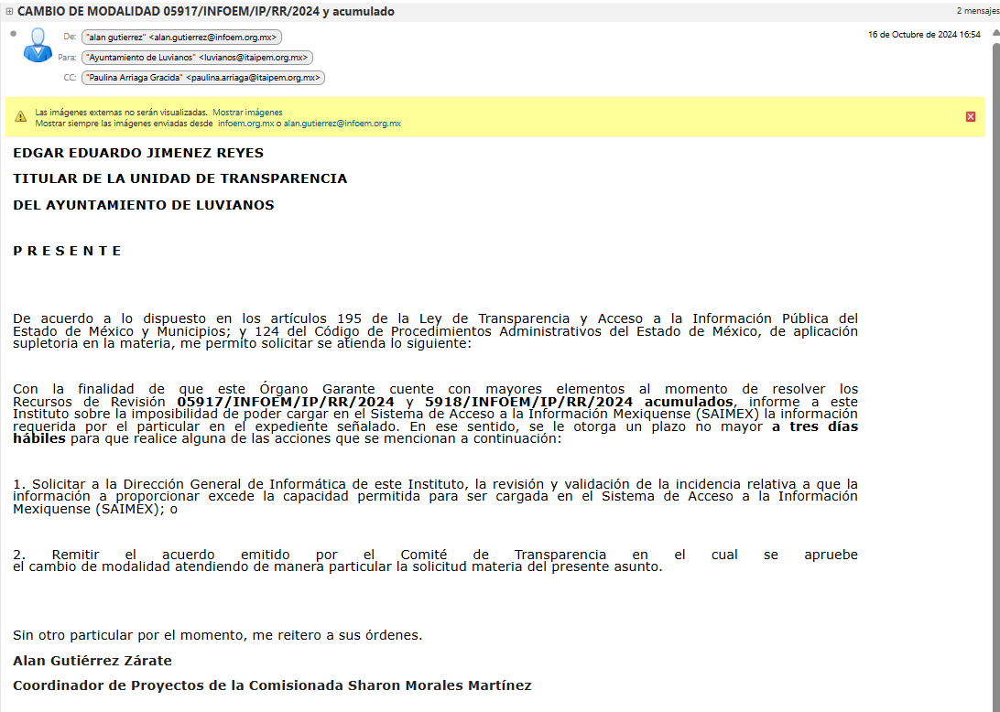 CAMBIO DE MODALIDAD 05917/INFOEM/IP/RR/2024 y acumulado
2 mensajes
De: "alan gutierrez" <alan.gutierrez@infoem.org.mx>
16 de Octubre de 2024 16:54
Para: "Ayuntamiento de Luvianos" <luvianos@itaipem.org.mx>
CC: "Paulina Arriaga Gracida" <paulina.arriaga@itaipem.org.mx>
Las imágenes externas no serán visualizadas. Mostrar imágenes
Mostrar siempre las imágenes enviadas desde infoem.org.mx o alan.gutierrez@infoem.org.mx
EDGAR EDUARDO JIMENEZ REYES
TITULAR DE LA UNIDAD DE TRANSPARENCIA
DEL AYUNTAMIENTO DE LUVIANOS
P R E S E N T E
De acuerdo a lo dispuesto en los artículos 195 de la Ley de Transparencia y Acceso a la Información Pública del
Estado de México y Municipios; y 124 del Código de Procedimientos Administrativos del Estado de México, de aplicación
supletoria en la materia, me permito solicitar se atienda lo siguiente:
Con la finalidad de que este Órgano Garante cuente con mayores elementos al momento de resolver los
Recursos de Revisión 05917/INFOEM/IP/RR/2024 y 5918/INFOEM/IP/RR/2024 acumulados, informe a este
Instituto sobre la imposibilidad de poder cargar en el Sistema de Acceso a la Información Mexiquense (SAIMEX) la información
requerida por el particular en el expediente señalado. En ese sentido, se le otorga un plazo no mayor a tres días
hábiles para que realice alguna de las acciones que se mencionan a continuación:
1. Solicitar a la Dirección General de Informática de este Instituto, la revisión y validación de la incidencia relativa a que la
información a proporcionar excede la capacidad permitida para ser cargada en el Sistema de Acceso a la Información
Mexiquense (SAIMEX); o
2. Remitir el acuerdo emitido por el Comité de Transparencia en el cual se apruebe
el cambio de modalidad atendiendo de manera particular la solicitud materia del presente asunto.
Sin otro particular por el momento, me reitero a sus órdenes.
Alan Gutiérrez Zárate
Coordinador de Proyectos de la Comisionada Sharon Morales Martínez